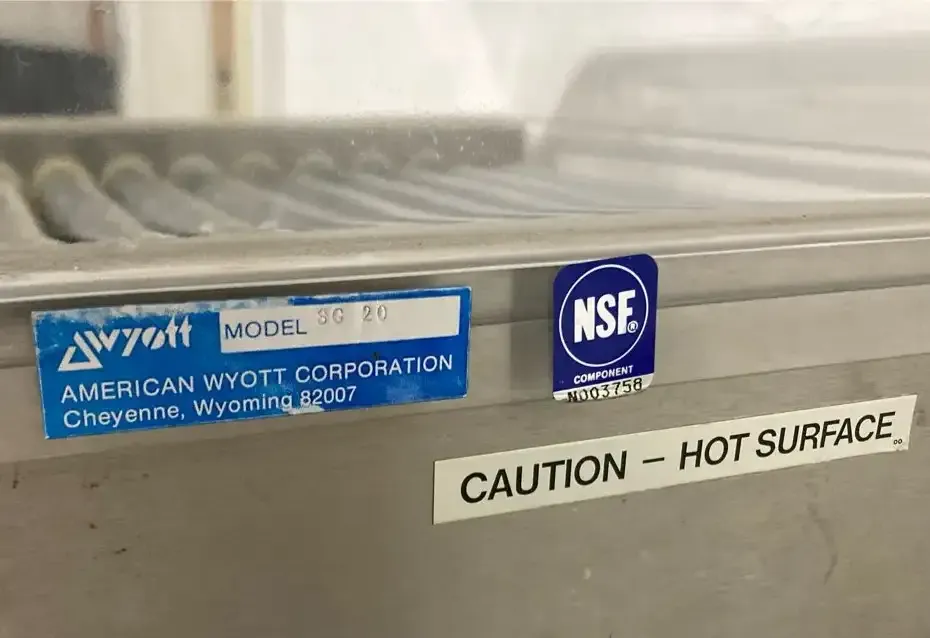 Wyott
MODEL SG 20
AMERICAN WYOTT CORPORATION
Cheyenne, Wyoming 82007
NSF®
COMPONENT
N003758
CAUTION – HOT SURFACE